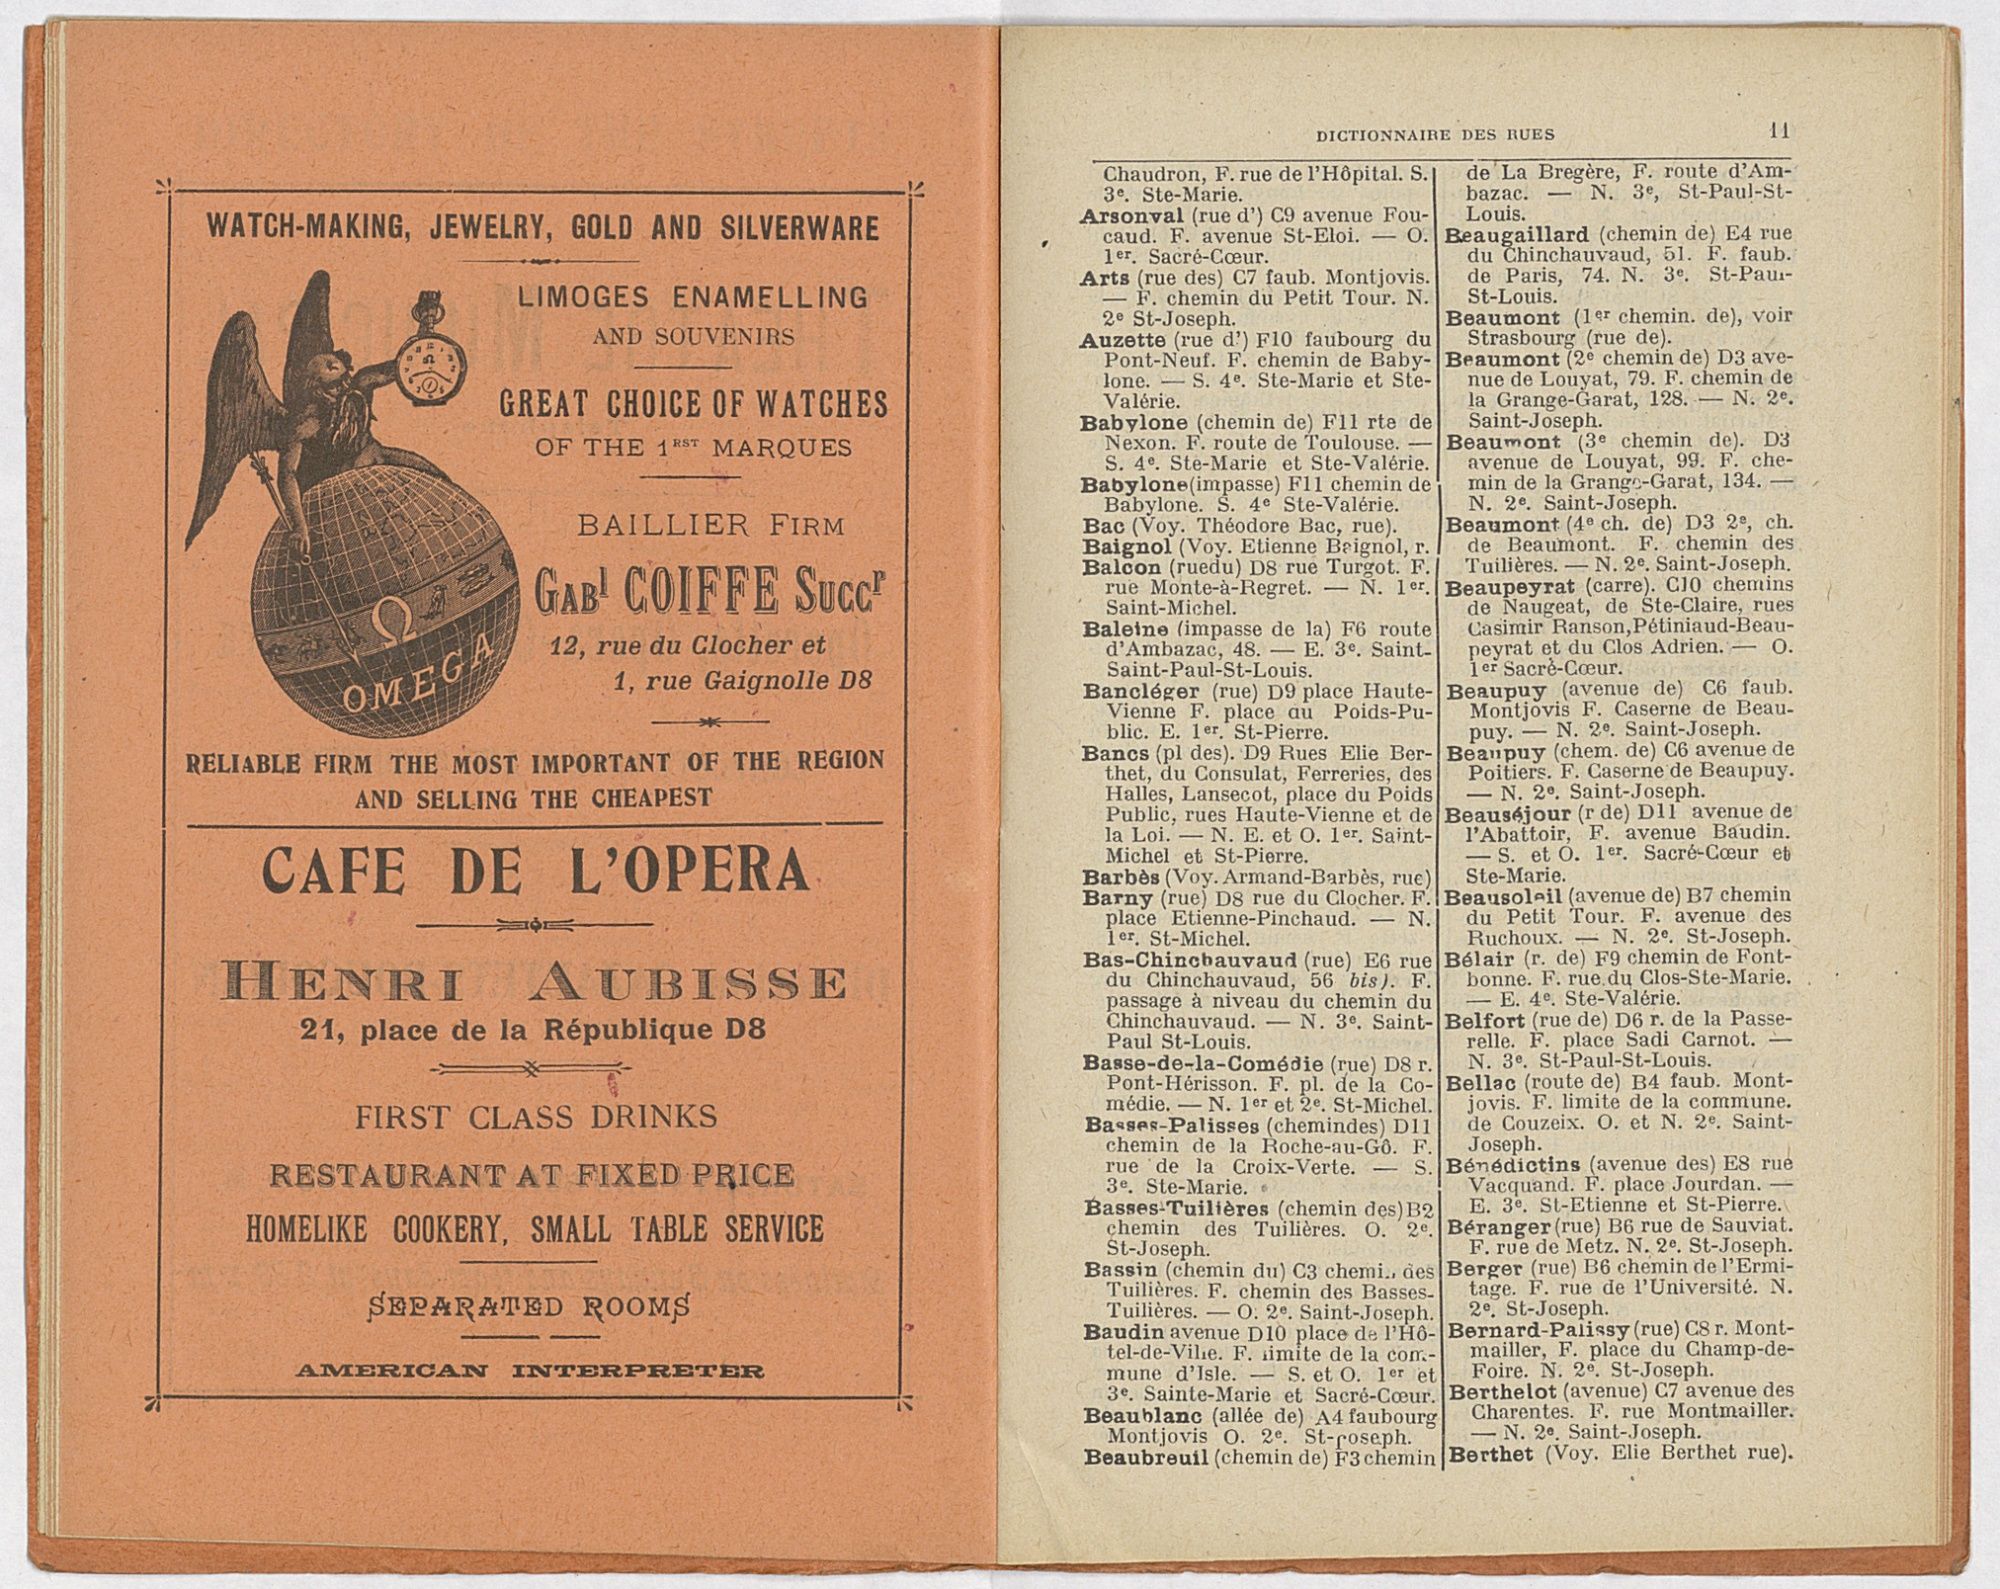 WATCH-MAKING, JEWELRY, GOLD AND SILVERWARE
LIMOGES ENAMELLING
AND SOUVENIRS
GREAT CHOICE OF WATCHES
OF THE 1RST MARQUES
BAILLIER FIRM
GABl COIFFE SUCCr
12, rue du Clocher et
1, rue Gaignolle D8
Ω
OMEGA
RELIABLE FIRM THE MOST IMPORTANT OF THE REGION
AND SELLING THE CHEAPEST
CAFE DE L'OPERA
HENRI AUBISSE
21, place de la République D8
FIRST CLASS DRINKS
RESTAURANT AT FIXED PRICE
HOMELIKE COOKERY, SMALL TABLE SERVICE
SEPARATED ROOMS
AMERICAN INTERPRETER
DICTIONNAIRE DES RUES 11
Chaudron, F. rue de l'Hôpital. S.
3e. Ste-Marie.
Arsonval (rue d') C9 avenue Fou-
caud. F. avenue St-Eloi. — O.
1er. Sacré-Cœur.
Arts (rue des) C7 faub. Montjovis.
— F. chemin du Petit Tour. N.
2e St-Joseph.
Auzette (rue d') F10 faubourg du
Pont-Neuf. F. chemin de Baby-
lone. — S. 4e. Ste-Marie et Ste-
Valérie.
Babylone (chemin de) F11 rte de
Nexon. F. route de Toulouse. —
S. 4e. Ste-Marie et Ste-Valérie.
Babylone (impasse) F11 chemin de
Babylone. S. 4e Ste-Valérie.
Bac (Voy. Théodore Bac, rue).
Baignol (Voy. Etienne Baignol, r.
Balcon (ruedu) D8 rue Turgot. F.
rue Monte-à-Regret. — N. 1er.
Saint-Michel.
Baleine (impasse de la) F6 route
d'Ambazac, 48. — E. 3e. Saint-
Saint-Paul-St-Louis.
Bancléger (rue) D9 place Haute-
Vienne F. place au Poids-Pu-
blic. E. 1er. St-Pierre.
Bancs (pl des). D9 Rues Elie Ber-
thet, du Consulat, Ferreries, des
Halles, Lansecot, place du Poids
Public, rues Haute-Vienne et de
la Loi. — N. E. et O. 1er. Saint-
Michel et St-Pierre.
Barbès (Voy. Armand-Barbès, rue)
Barny (rue) D8 rue du Clocher. F.
place Etienne-Pinchaud. — N.
1er. St-Michel.
Bas-Chinchauvaud (rue) E6 rue
du Chinchauvaud, 56 bis). F.
passage à niveau du chemin du
Chinchauvaud. — N. 3e. Saint-
Paul St-Louis.
Basse-de-la-Comédie (rue) D8 r.
Pont-Hérisson. F. pl. de la Co-
médie. — N. 1er et 2e. St-Michel.
Basses-Palisses (chemindes) D11
chemin de la Roche-au-Gô. F.
rue de la Croix-Verte. — S.
3e. Ste-Marie.
Basses-Tuilières (chemin des) B2
chemin des Tuilières. O. 2e.
St-Joseph.
Bassin (chemin du) C3 chemi.. des
Tuilières. F. chemin des Basses-
Tuilières. — O. 2e. Saint-Joseph.
Baudin avenue D10 place de l'Hô-
tel-de-Ville. F. limite de la com-
mune d'Isle. — S. et O. 1er et
3e. Sainte-Marie et Sacré-Cœur.
Beaublanc (allée de) A4 faubourg
Montjovis O. 2e. St-Joseph.
Beaubreuil (chemin de) F3 chemin
de La Bregère, F. route d'Am-
bazac. — N. 3e, St-Paul-St-
Louis.
Beaugaillard (chemin de) E4 rue
du Chinchauvaud, 51. F. faub.
de Paris, 74. N. 3e. St-Paul-
St-Louis.
Beaumont (1er chemin. de), voir
Strasbourg (rue de).
Beaumont (2e chemin de) D3 ave-
nue de Louyat, 79. F. chemin de
la Grange-Garat, 128. — N. 2e.
Saint-Joseph.
Beaumont (3e chemin de). D3
avenue de Louyat, 99. F. che-
min de la Grange-Garat, 134. —
N. 2e. Saint-Joseph.
Beaumont (4e ch. de) D3 2e, ch.
de Beaumont. F. chemin des
Tuilières. — N. 2e. Saint-Joseph.
Beaupeyrat (carre). C10 chemins
de Naugeat, de Ste-Claire, rues
Casimir Ranson, Pétiniaud-Beau-
peyrat et du Clos Adrien. — O.
1er Sacré-Cœur.
Beaupuy (avenue de) C6 faub.
Montjovis F. Caserne de Beau-
puy. — N. 2e. Saint-Joseph.
Beaupuy (chem. de) C6 avenue de
Poitiers. F. Caserne de Beaupuy.
— N. 2e. Saint-Joseph.
Beauséjour (r de) D11 avenue de
l'Abattoir, F. avenue Baudin.
— S. et O. 1er. Sacré-Cœur et
Ste-Marie.
Beausoleil (avenue de) B7 chemin
du Petit Tour. F. avenue des
Ruchoux. — N. 2e. St-Joseph.
Bélair (r. de) F9 chemin de Font-
bonne. F. rue du Clos-Ste-Marie.
— E. 4e. Ste-Valérie.
Belfort (rue de) D6 r. de la Passe-
relle. F. place Sadi Carnot. —
N. 3e. St-Paul-St-Louis.
Bellac (route de) B4 faub. Mont-
jovis. F. limite de la commune.
de Couzeix. O. et N. 2e. Saint-
Joseph.
Bénédictins (avenue des) E8 rue
Vacquand. F. place Jourdan. —
E. 3e. St-Etienne et St-Pierre.
Béranger (rue) B6 rue de Sauviat.
F. rue de Metz. N. 2e. St-Joseph.
Berger (rue) B6 chemin de l'Ermi-
tage. F. rue de l'Université. N.
2e. St-Joseph.
Bernard-Palissy (rue) C8 r. Mont-
mailler, F. place du Champ-de-
Foire. N. 2e. St-Joseph.
Berthelot (avenue) C7 avenue des
Charentes. F. rue Montmailler.
— N. 2e. Saint-Joseph.
Berthet (Voy. Elie Berthet rue).